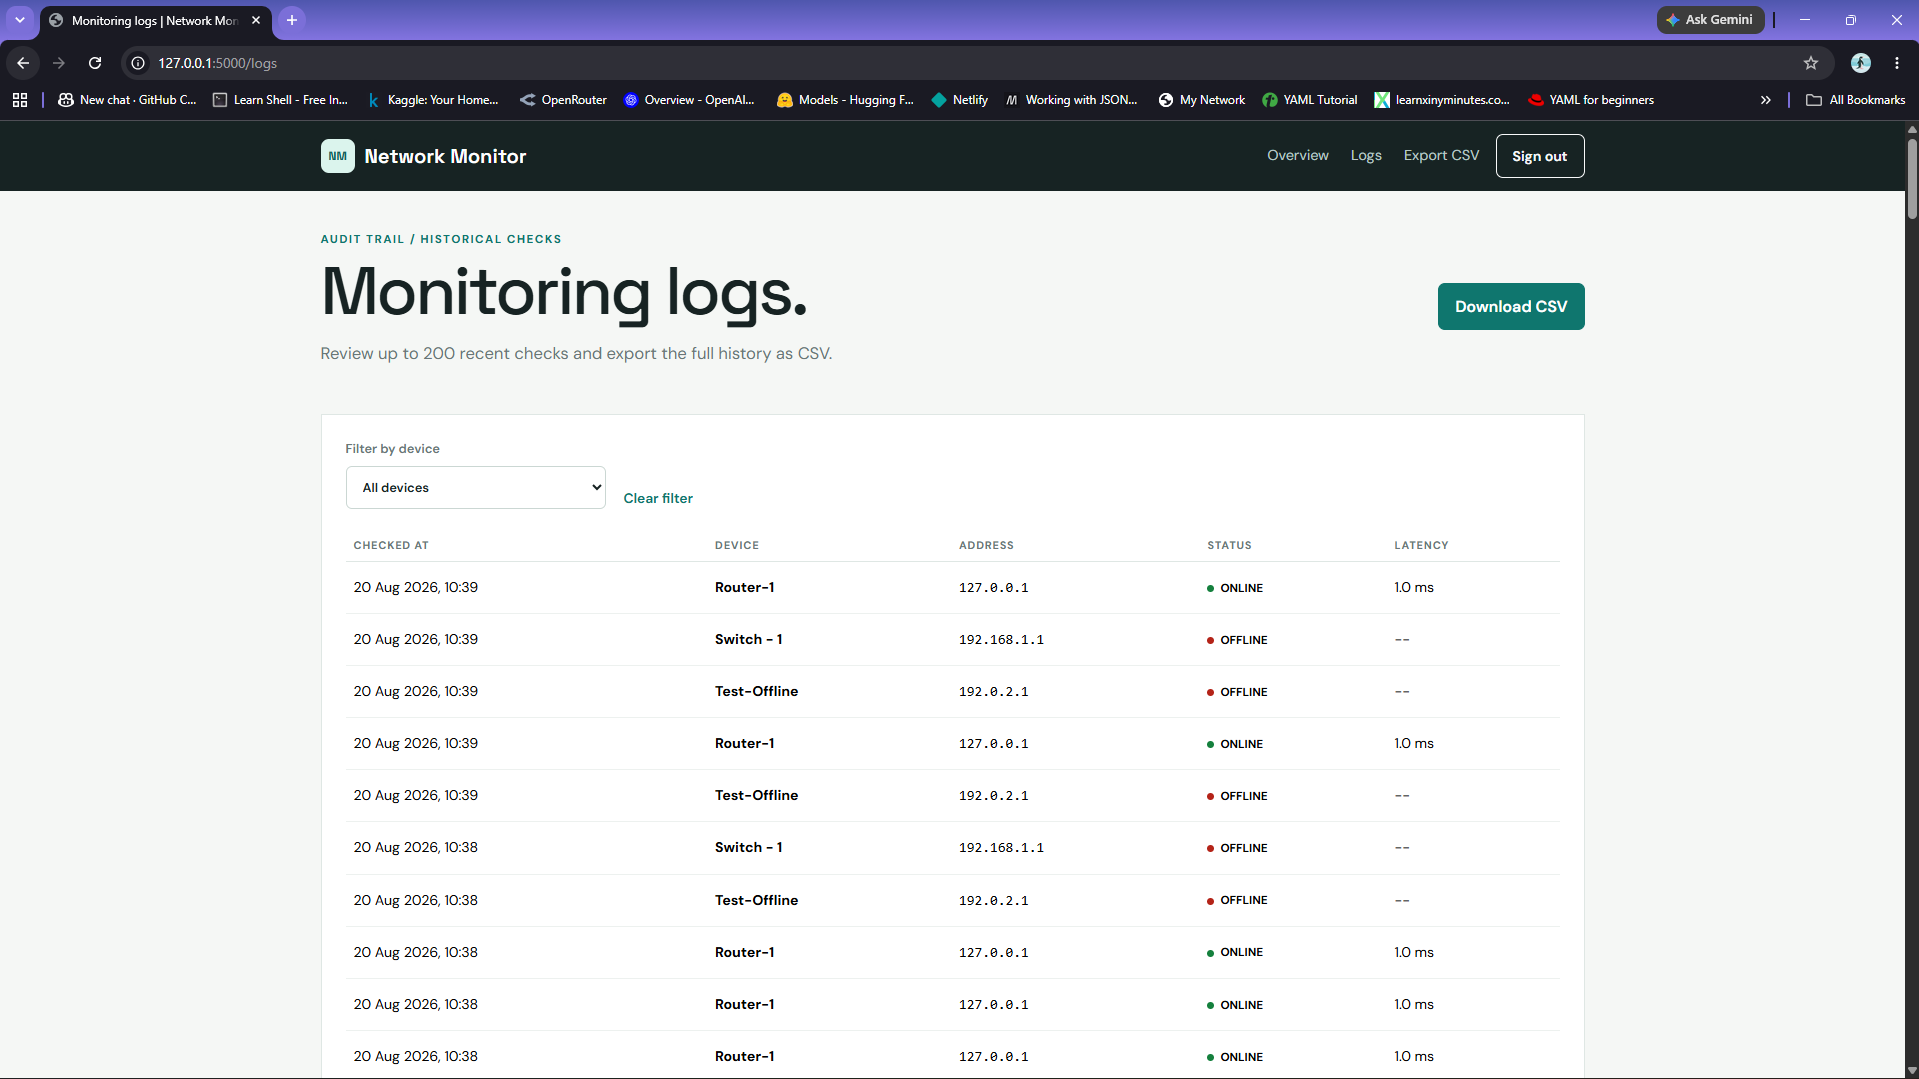 Monitoring logs | Network Mon
Ask Gemini
127.0.0.1:5000/logs
New chat · GitHub C...
Learn Shell - Free In...
Kaggle: Your Home...
OpenRouter
Overview - OpenAI...
Models - Hugging F...
Netlify
Working with JSON...
My Network
YAML Tutorial
learnxinyminutes.co...
YAML for beginners
All Bookmarks
NM
Network Monitor
Overview
Logs
Export CSV
Sign out
AUDIT TRAIL / HISTORICAL CHECKS
Monitoring logs.
Download CSV
Review up to 200 recent checks and export the full history as CSV.
Filter by device
All devices
Clear filter
CHECKED AT DEVICE ADDRESS STATUS LATENCY
20 Aug 2026, 10:39 Router-1 127.0.0.1 ONLINE 1.0 ms
20 Aug 2026, 10:39 Switch - 1 192.168.1.1 OFFLINE --
20 Aug 2026, 10:39 Test-Offline 192.0.2.1 OFFLINE --
20 Aug 2026, 10:39 Router-1 127.0.0.1 ONLINE 1.0 ms
20 Aug 2026, 10:39 Test-Offline 192.0.2.1 OFFLINE --
20 Aug 2026, 10:38 Switch - 1 192.168.1.1 OFFLINE --
20 Aug 2026, 10:38 Test-Offline 192.0.2.1 OFFLINE --
20 Aug 2026, 10:38 Router-1 127.0.0.1 ONLINE 1.0 ms
20 Aug 2026, 10:38 Router-1 127.0.0.1 ONLINE 1.0 ms
20 Aug 2026, 10:38 Router-1 127.0.0.1 ONLINE 1.0 ms